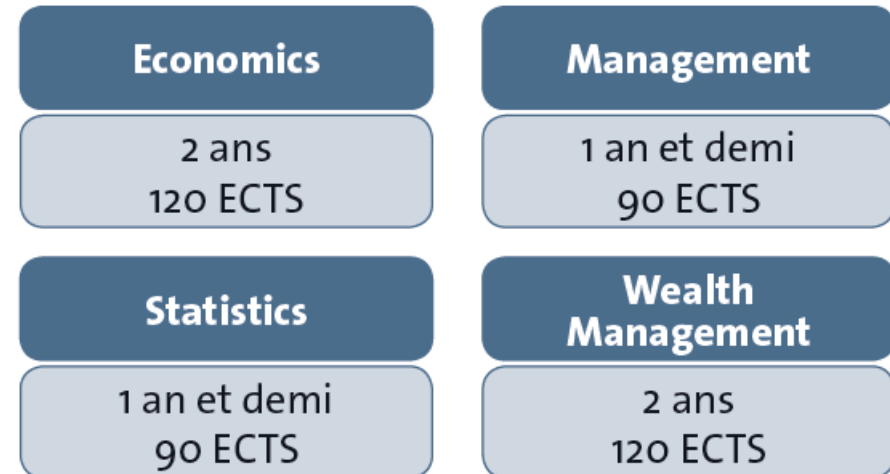 Economics
2 ans
120 ECTS
Management
1 an et demi
90 ECTS
Statistics
1 an et demi
90 ECTS
Wealth
Management
2 ans
120 ECTS